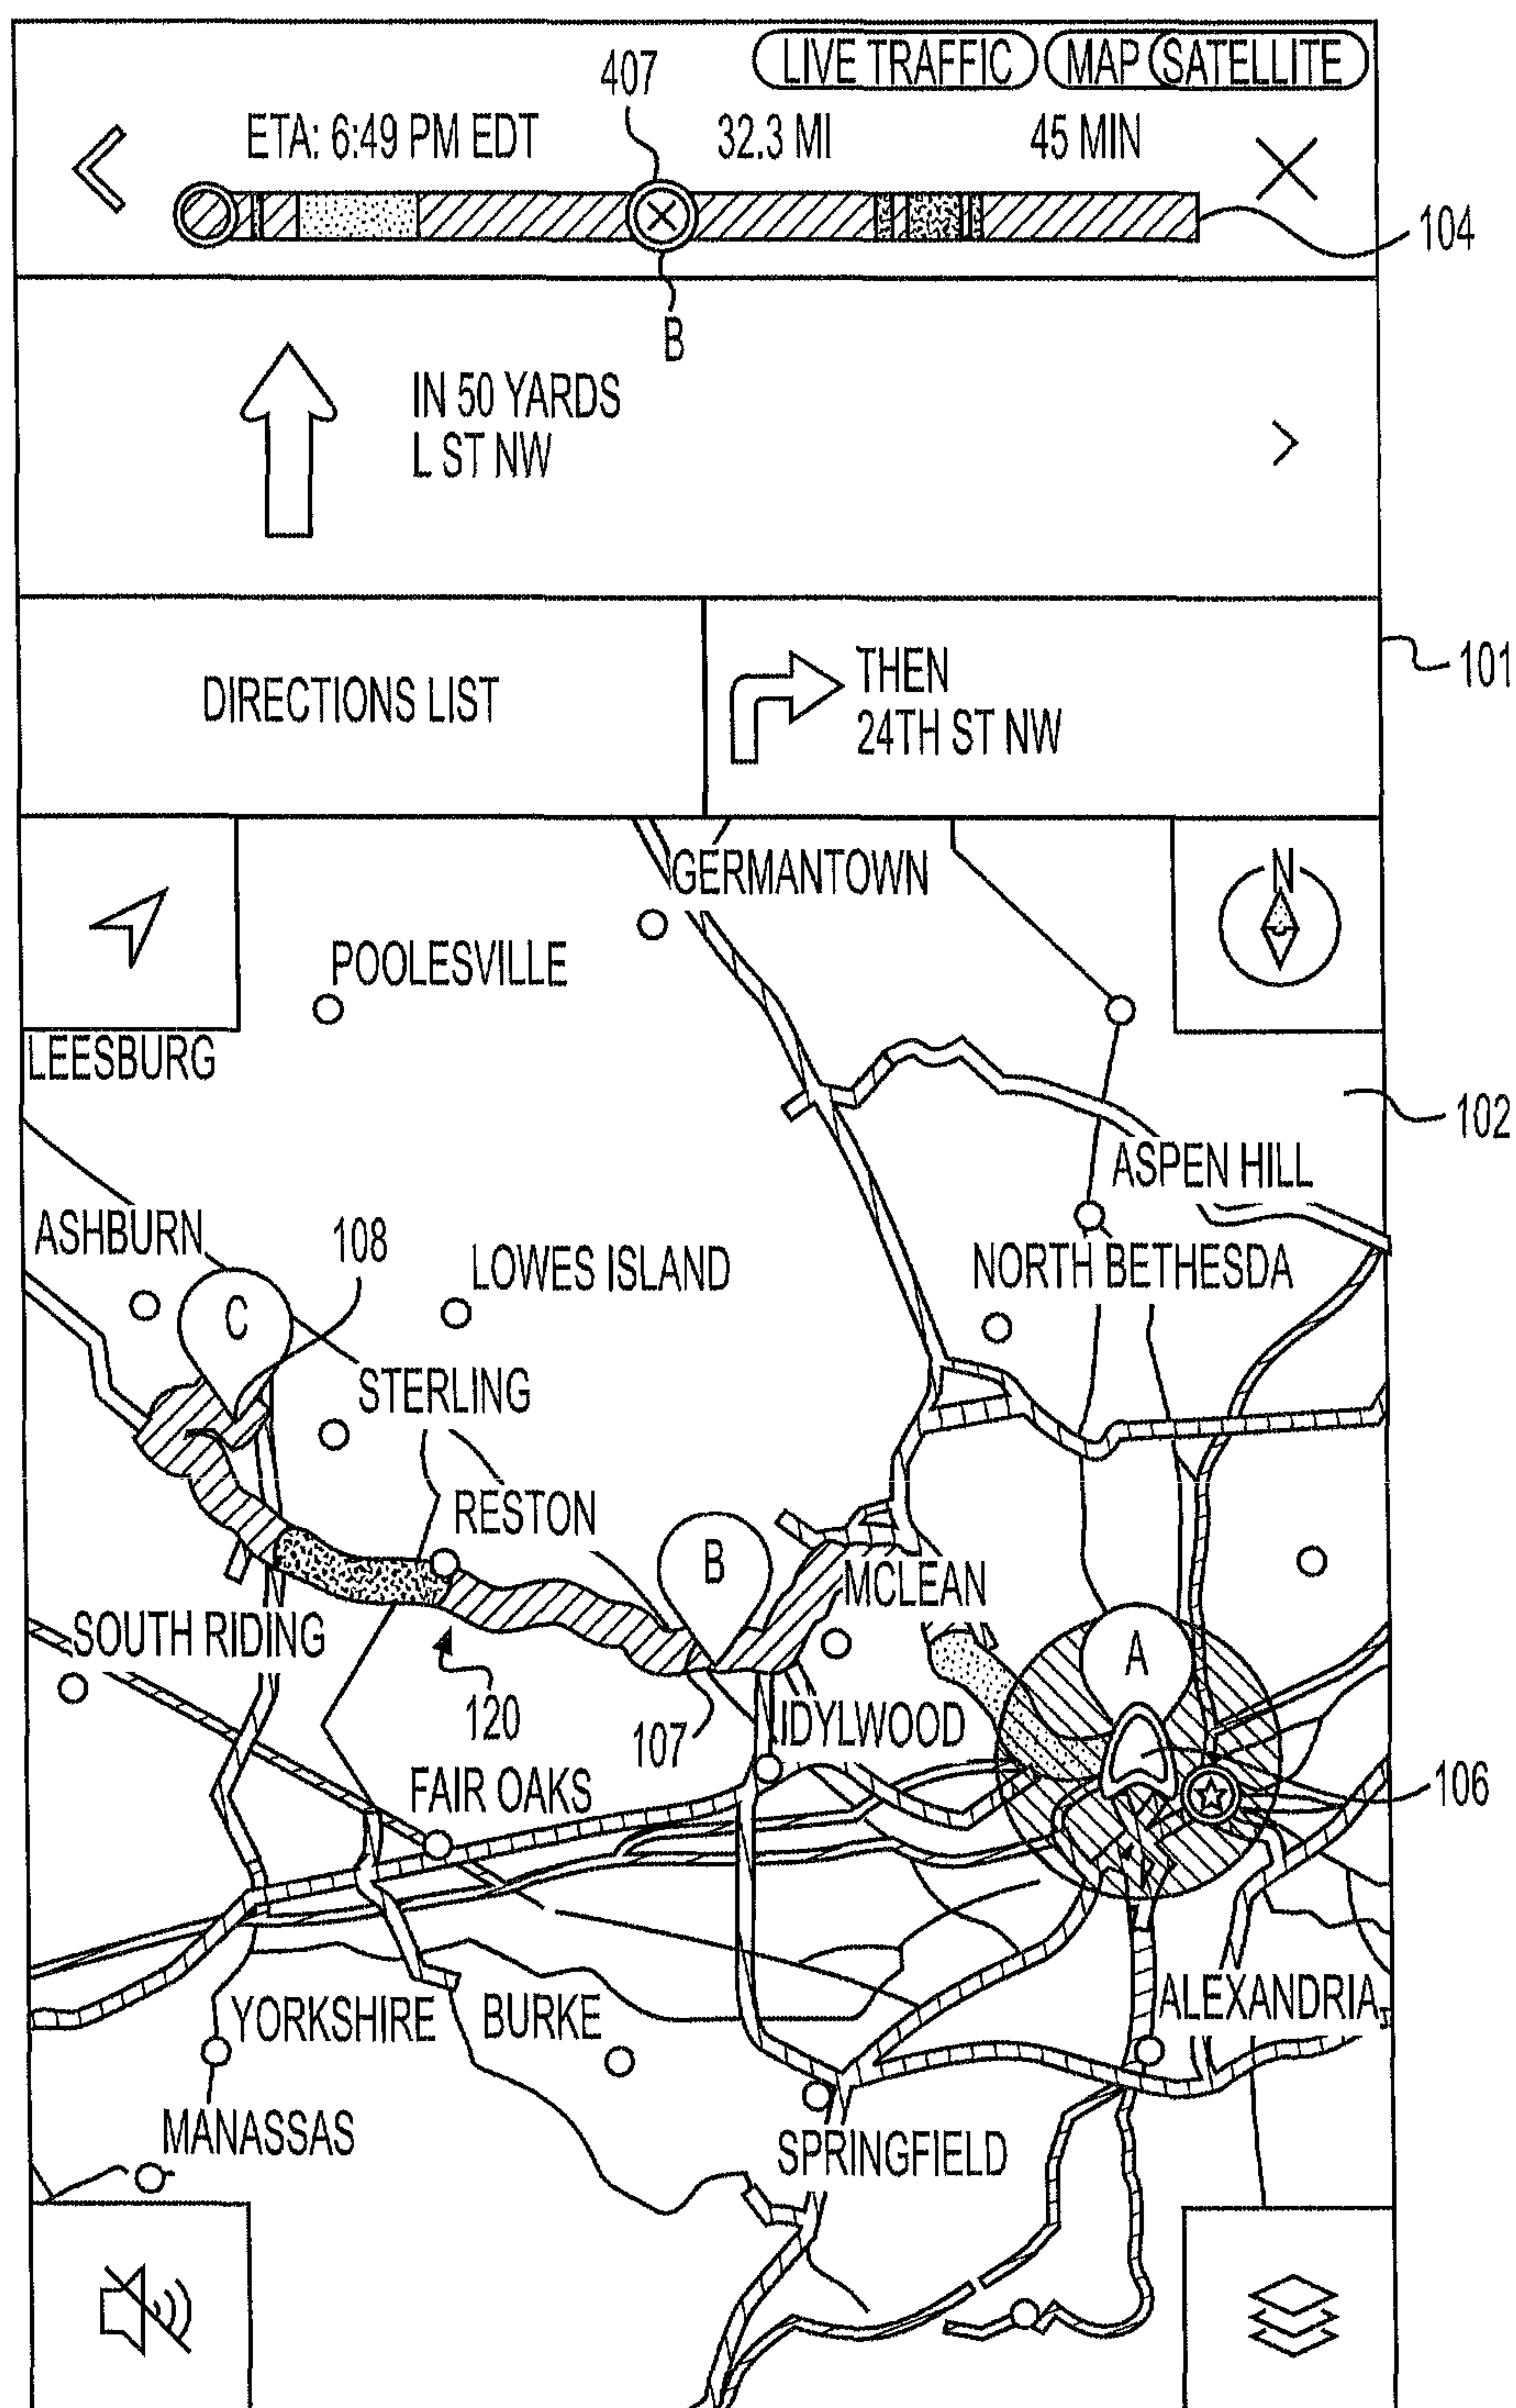 LIVE TRAFFIC
MAP
SATELLITE
407
ETA: 6:49 PM EDT
32.3 MI
45 MIN
104
B
IN 50 YARDS
L ST NW
101
DIRECTIONS LIST
THEN
24TH ST NW
GERMANTOWN
N
POOLESVILLE
LEESBURG
102
ASPEN HILL
ASHBURN
108
LOWES ISLAND
NORTH BETHESDA
C
STERLING
RESTON
B
MCLEAN
SOUTH RIDING
A
120
107
IDYLWOOD
FAIR OAKS
106
YORKSHIRE
BURKE
ALEXANDRIA
MANASSAS
SPRINGFIELD